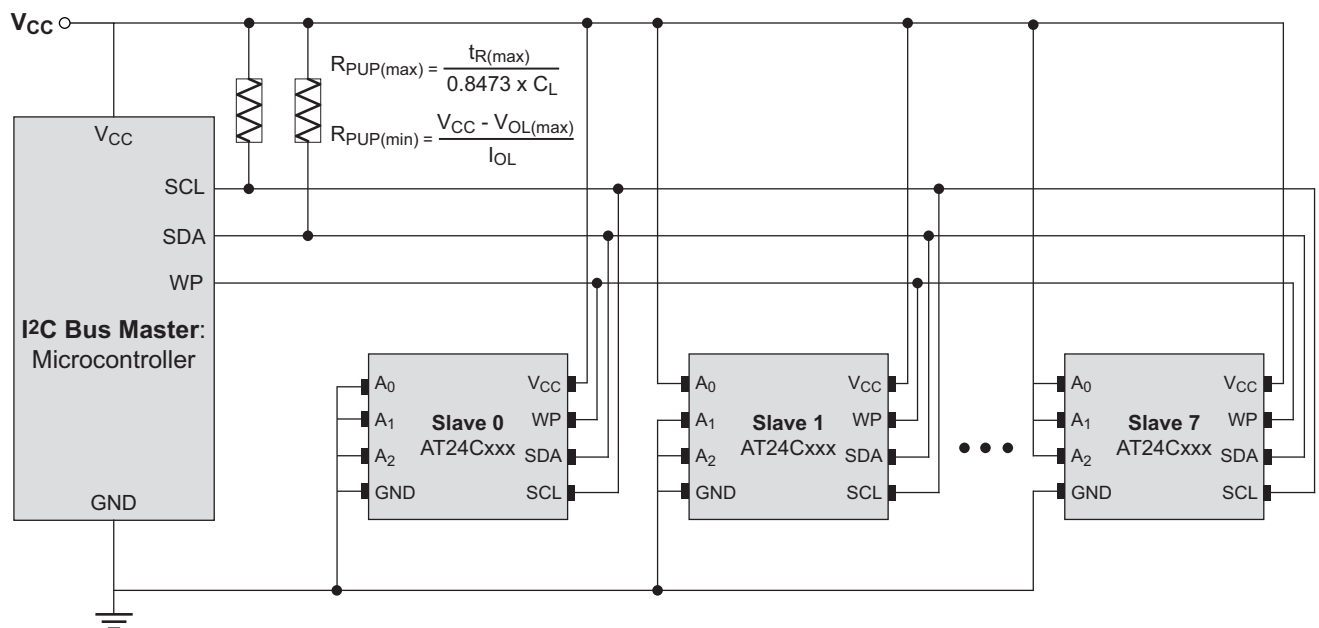 VCC
RPUP(max) = tR(max) / 0.8473 x CL
RPUP(min) = VCC - VOL(max) / IOL
VCC
SCL
SDA
WP
I2C Bus Master:
Microcontroller
GND
A0
A1
A2
GND
Slave 0
AT24Cxxx
VCC
WP
SDA
SCL
A0
A1
A2
GND
Slave 1
AT24Cxxx
VCC
WP
SDA
SCL
A0
A1
A2
GND
Slave 7
AT24Cxxx
VCC
WP
SDA
SCL